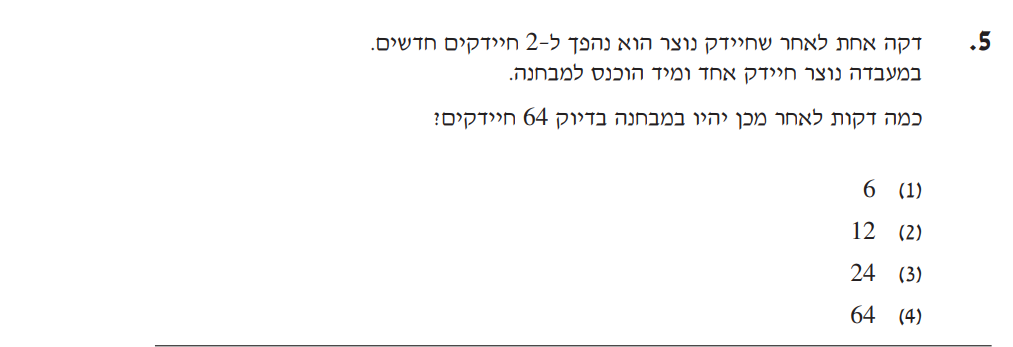 5. דקה אחת לאחר שחיידק נוצר הוא נהפך ל-2 חיידקים חדשים.
במעבדה נוצר חיידק אחד ומיד הוכנס למבחנה.
כמה דקות לאחר מכן יהיו במבחנה בדיוק 64 חיידקים?
(1) 6
(2) 12
(3) 24
(4) 64